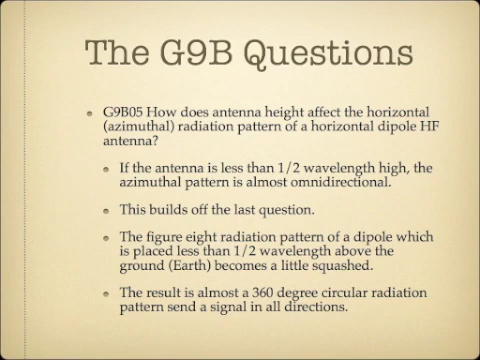 The G9B Questions
G9B05 How does antenna height affect the horizontal
(azimuthal) radiation pattern of a horizontal dipole HF
antenna?
If the antenna is less than 1/2 wavelength high, the
azimuthal pattern is almost omnidirectional.
This builds off the last question.
The figure eight radiation pattern of a dipole which
is placed less than 1/2 wavelength above the
ground (Earth) becomes a little squashed.
The result is almost a 360 degree circular radiation
pattern send a signal in all directions.